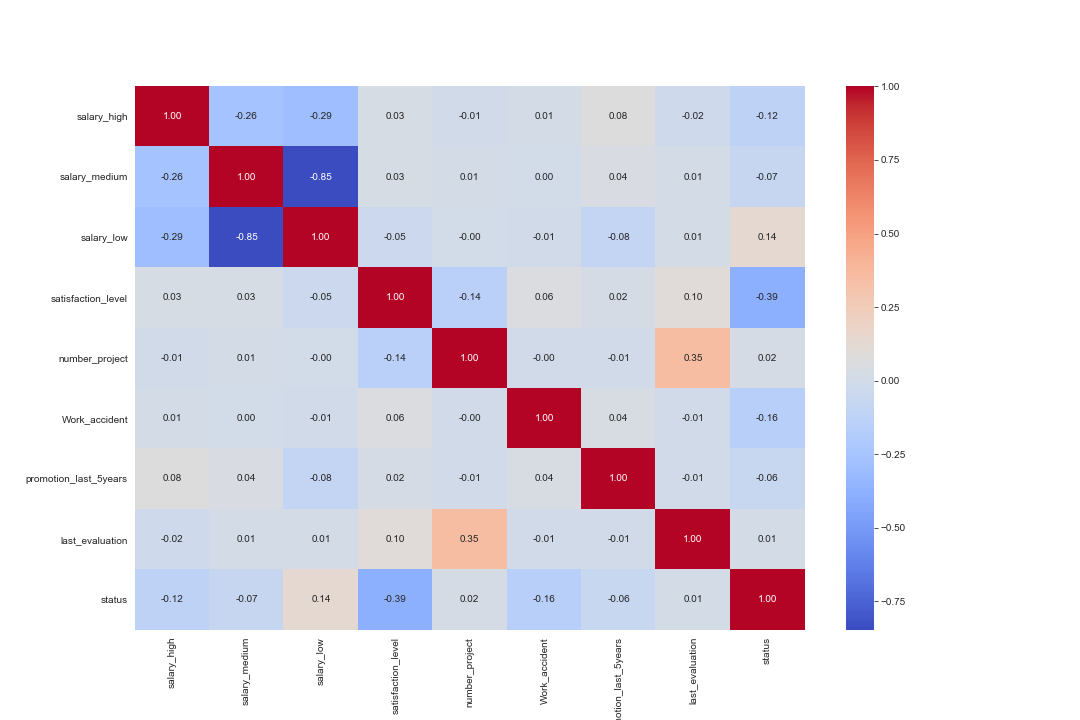 salary_high 1.00 -0.26 -0.29 0.03 -0.01 0.01 0.08 -0.02 -0.12
salary_medium -0.26 1.00 -0.85 0.03 0.01 0.00 0.04 0.01 -0.07
salary_low -0.29 -0.85 1.00 -0.05 -0.00 -0.01 -0.08 0.01 0.14
satisfaction_level 0.03 0.03 -0.05 1.00 -0.14 0.06 0.02 0.10 -0.39
number_project -0.01 0.01 -0.00 -0.14 1.00 -0.00 -0.01 0.35 0.02
Work_accident 0.01 0.00 -0.01 0.06 -0.00 1.00 0.04 -0.01 -0.16
promotion_last_5years 0.08 0.04 -0.08 0.02 -0.01 0.04 1.00 -0.01 -0.06
last_evaluation -0.02 0.01 0.01 0.10 0.35 -0.01 -0.01 1.00 0.01
status -0.12 -0.07 0.14 -0.39 0.02 -0.16 -0.06 0.01 1.00
salary_high
salary_medium
salary_low
satisfaction_level
number_project
Work_accident
otion_last_5years
last_evaluation
status
1.00
0.75
0.50
0.25
0.00
−0.25
−0.50
−0.75